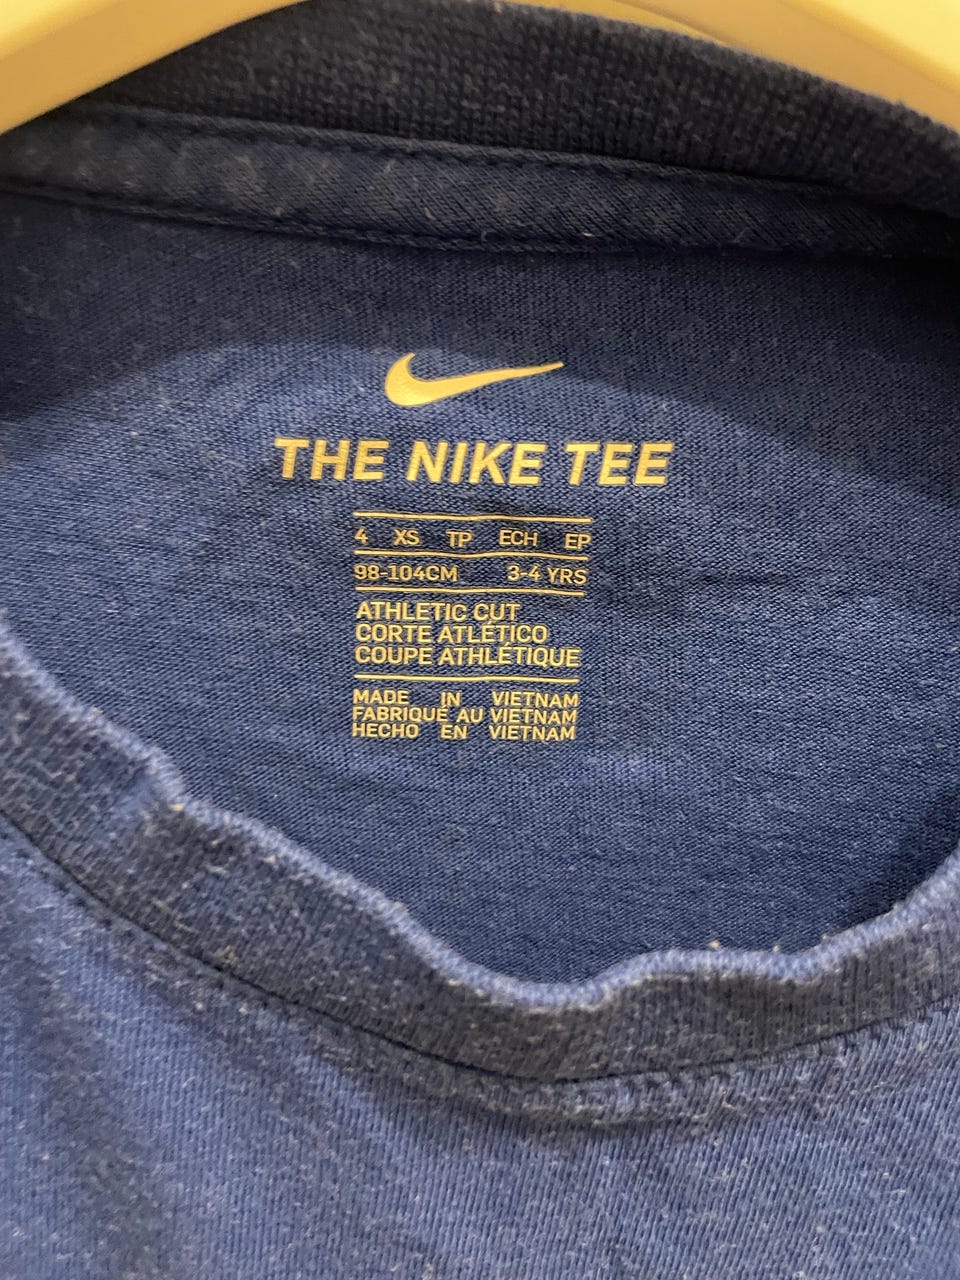 THE NIKE TEE
4 XS TP ECH EP
98-104CM 3-4 YRS
ATHLETIC CUT
CORTE ATLÉTICO
COUPE ATHLÉTIQUE
MADE IN VIETNAM
FABRIQUÉ AU VIETNAM
HECHO EN VIETNAM